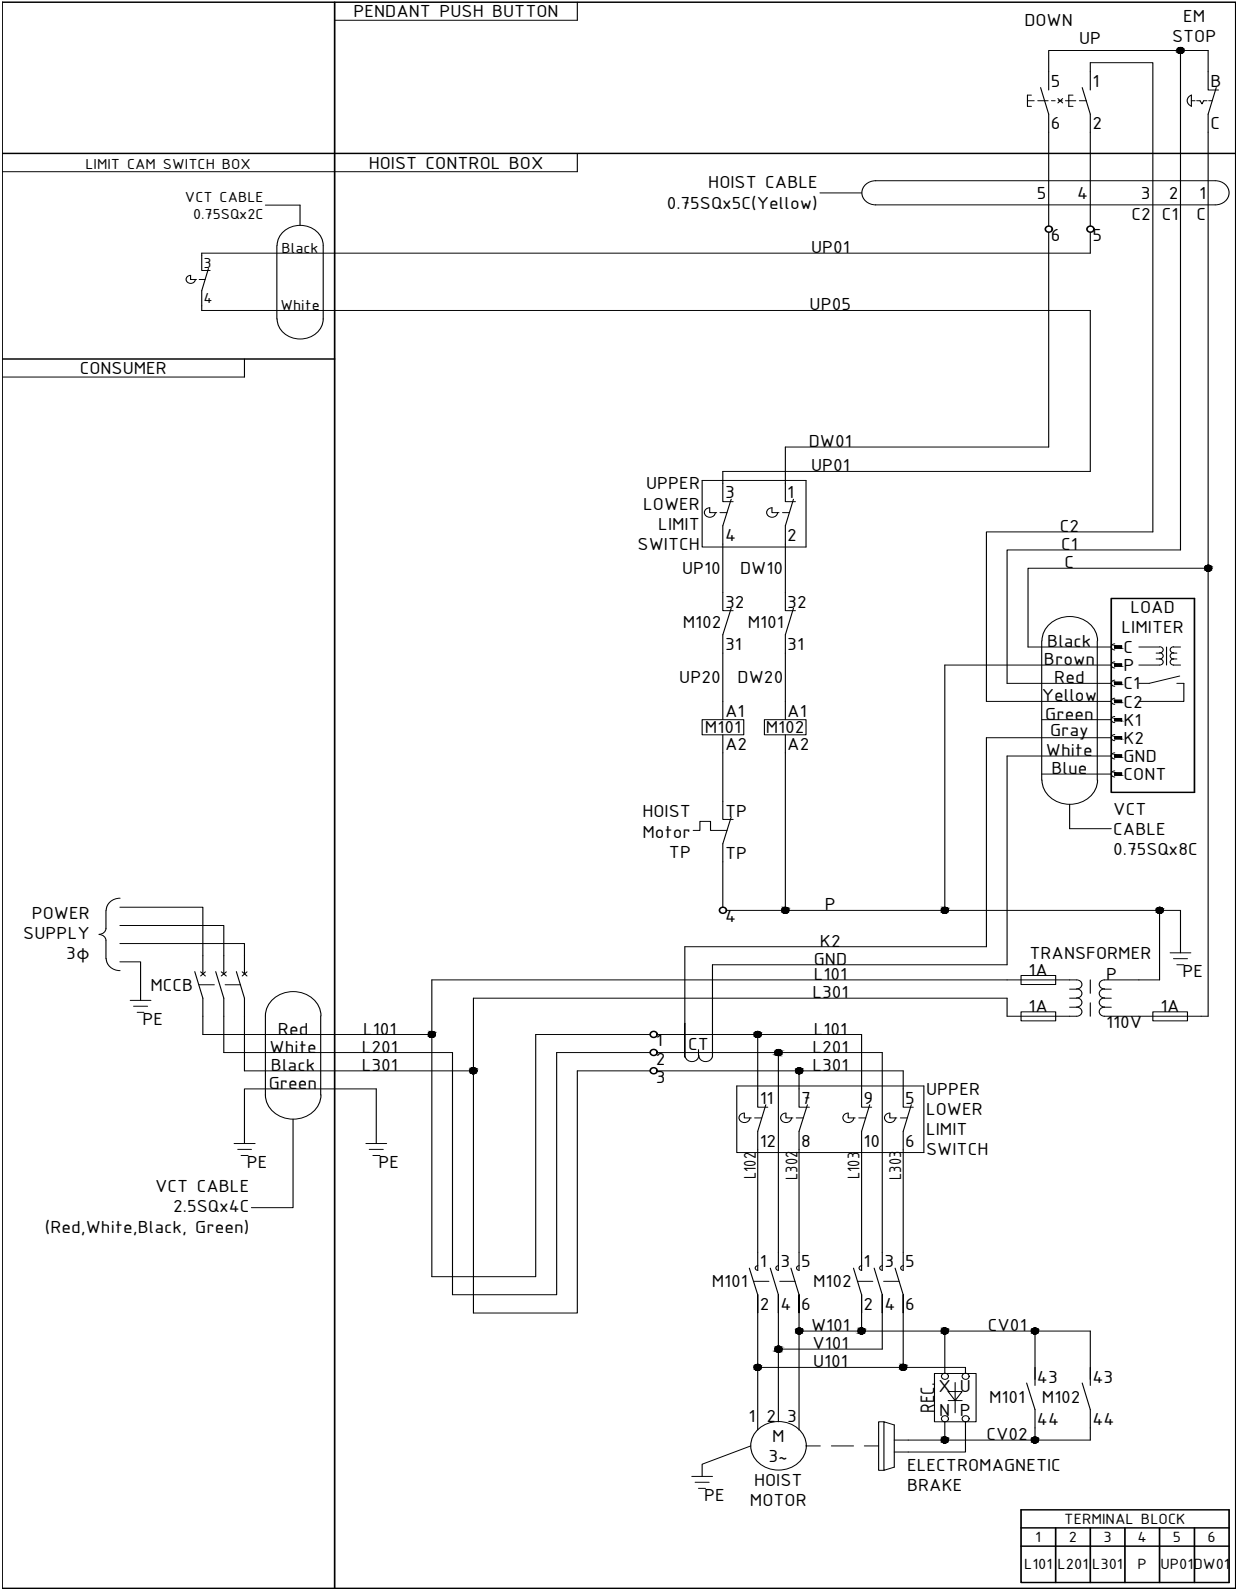 PENDANT PUSH BUTTON
DOWN
UP
EM
STOP
5
1
B
6
2
C
LIMIT CAM SWITCH BOX
HOIST CONTROL BOX
HOIST CABLE
0.75SQx5C(Yellow)
5
4
3
2
1
C2
C1
C
6
5
VCT CABLE
0.75SQx2C
Black
UP01
3
4
White
UP05
CONSUMER
DW01
UP01
UPPER
LOWER
LIMIT
SWITCH
3
1
4
2
UP10
DW10
C2
C1
C
32
32
M102
M101
31
31
UP20
DW20
A1
A1
M101
M102
A2
A2
LOAD
LIMITER
Black
C
Brown
P
Red
C1
Yellow
C2
Green
K1
Gray
K2
White
GND
Blue
CONT
VCT
CABLE
0.75SQx8C
HOIST
Motor
TP
TP
TP
4
P
POWER
SUPPLY
3ϕ
MCCB
PE
K2
GND
L101
L301
TRANSFORMER
PE
1A
P
1A
110V
1A
Red
L101
White
L201
Black
L301
Green
PE
PE
VCT CABLE
2.5SQx4C
(Red,White,Black, Green)
1
2
3
CT
L101
L201
L301
UPPER
LOWER
LIMIT
SWITCH
11
7
9
5
12
8
10
6
L102
L302
L103
L303
M101
1
3
5
2
4
6
M102
1
3
5
2
4
6
W101
V101
U101
CV01
REC.
X
U
N
P
M101
43
44
M102
43
44
CV02
1
2
3
M
3~
HOIST
MOTOR
PE
ELECTROMAGNETIC
BRAKE
TERMINAL BLOCK
1 2 3 4 5 6
L101 L201 L301 P UP01 DW01